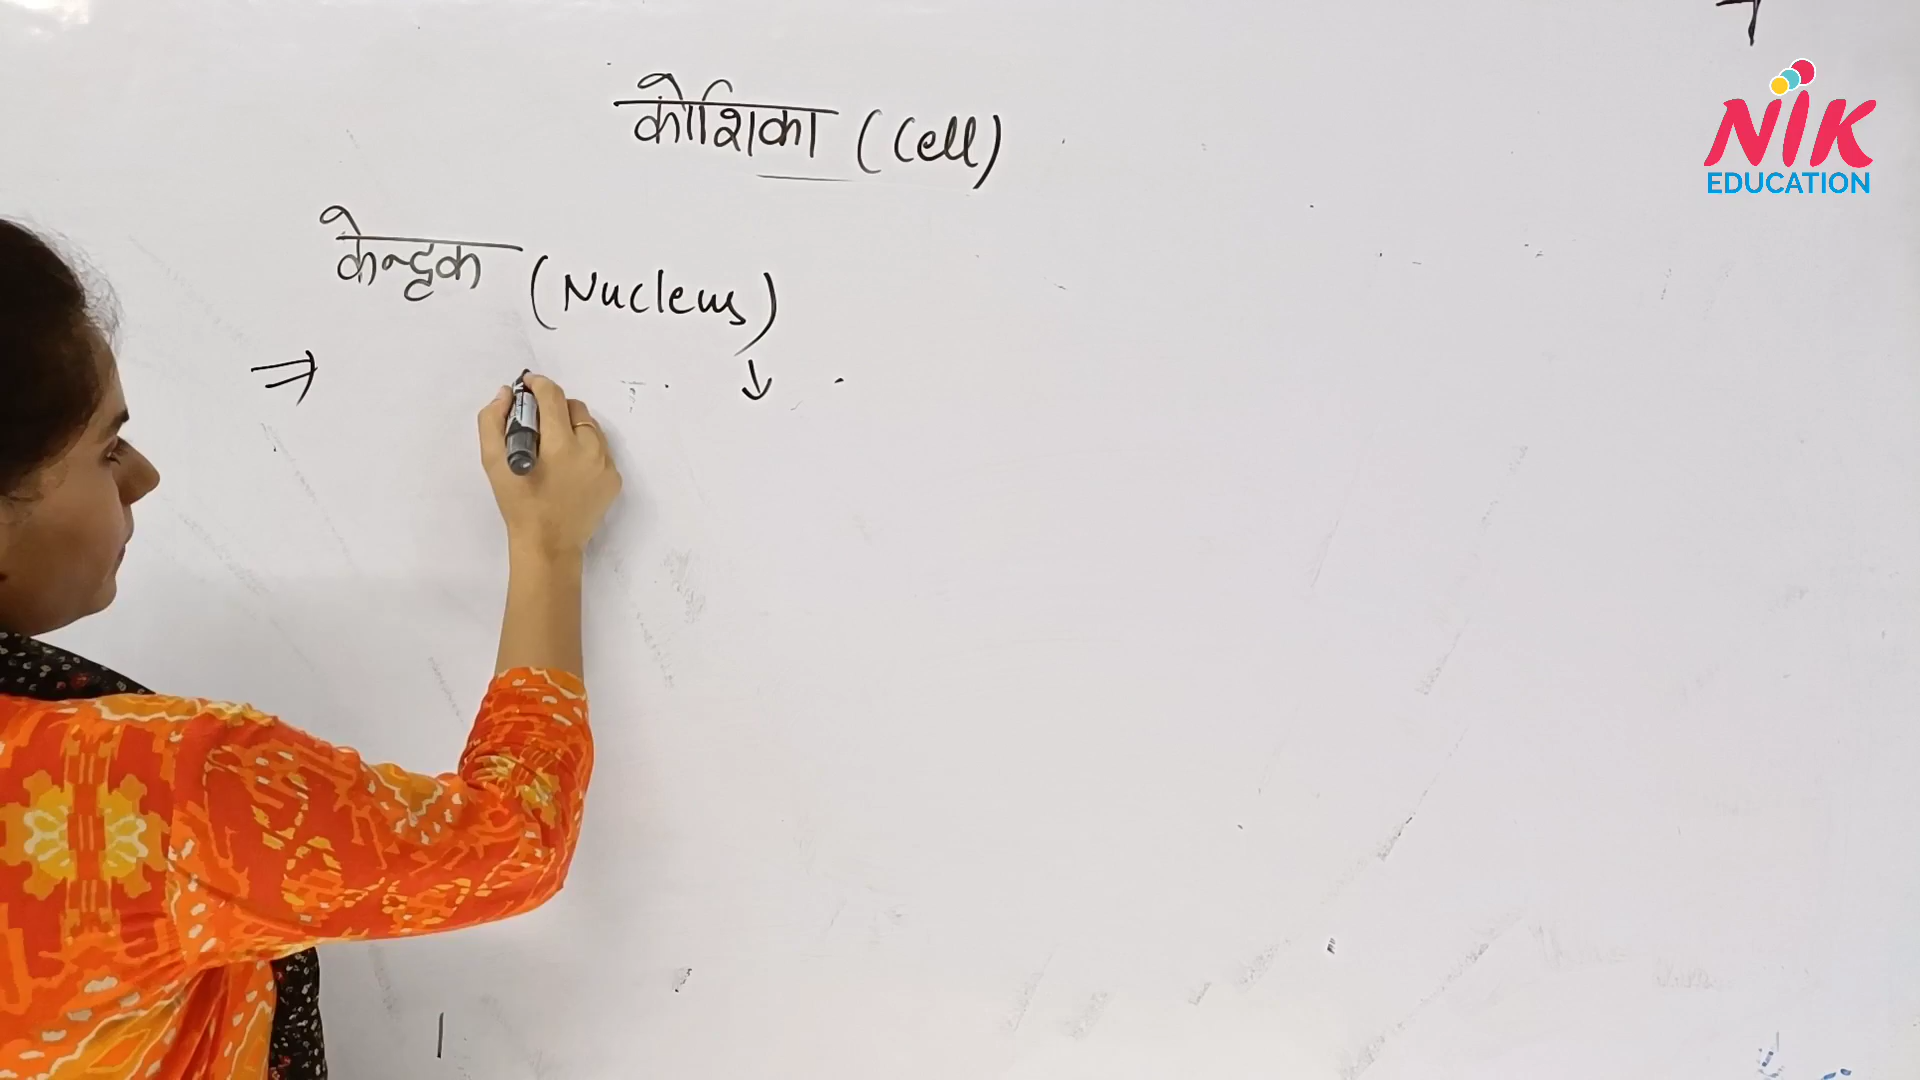 कोशिका (Cell)
NIK
EDUCATION
केन्द्रक (Nucleus)
⇒ ↓